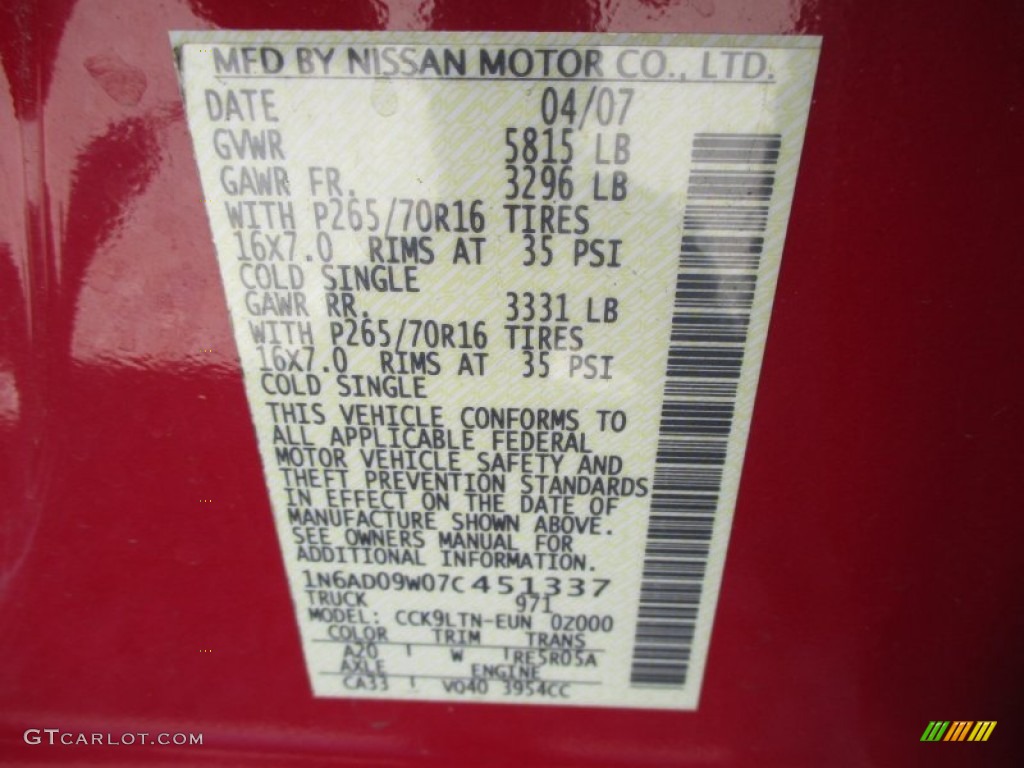 MFD BY NISSAN MOTOR CO., LTD.
DATE 04/07
GVWR 5815 LB
GAWR FR. 3296 LB
WITH P265/70R16 TIRES
16X7.0 RIMS AT 35 PSI
COLD SINGLE
GAWR RR. 3331 LB
WITH P265/70R16 TIRES
16X7.0 RIMS AT 35 PSI
COLD SINGLE
THIS VEHICLE CONFORMS TO
ALL APPLICABLE FEDERAL
MOTOR VEHICLE SAFETY AND
THEFT PREVENTION STANDARDS
IN EFFECT ON THE DATE OF
MANUFACTURE SHOWN ABOVE.
SEE OWNERS MANUAL FOR
ADDITIONAL INFORMATION.
1N6AD09W07C451337
TRUCK 971
MODEL: CCK9LTN-EUN 0Z000
COLOR TRIM TRANS
A20 W RE5R05A
AXLE ENGINE
CA33 VQ40 3954CC
GTCARLOT.COM